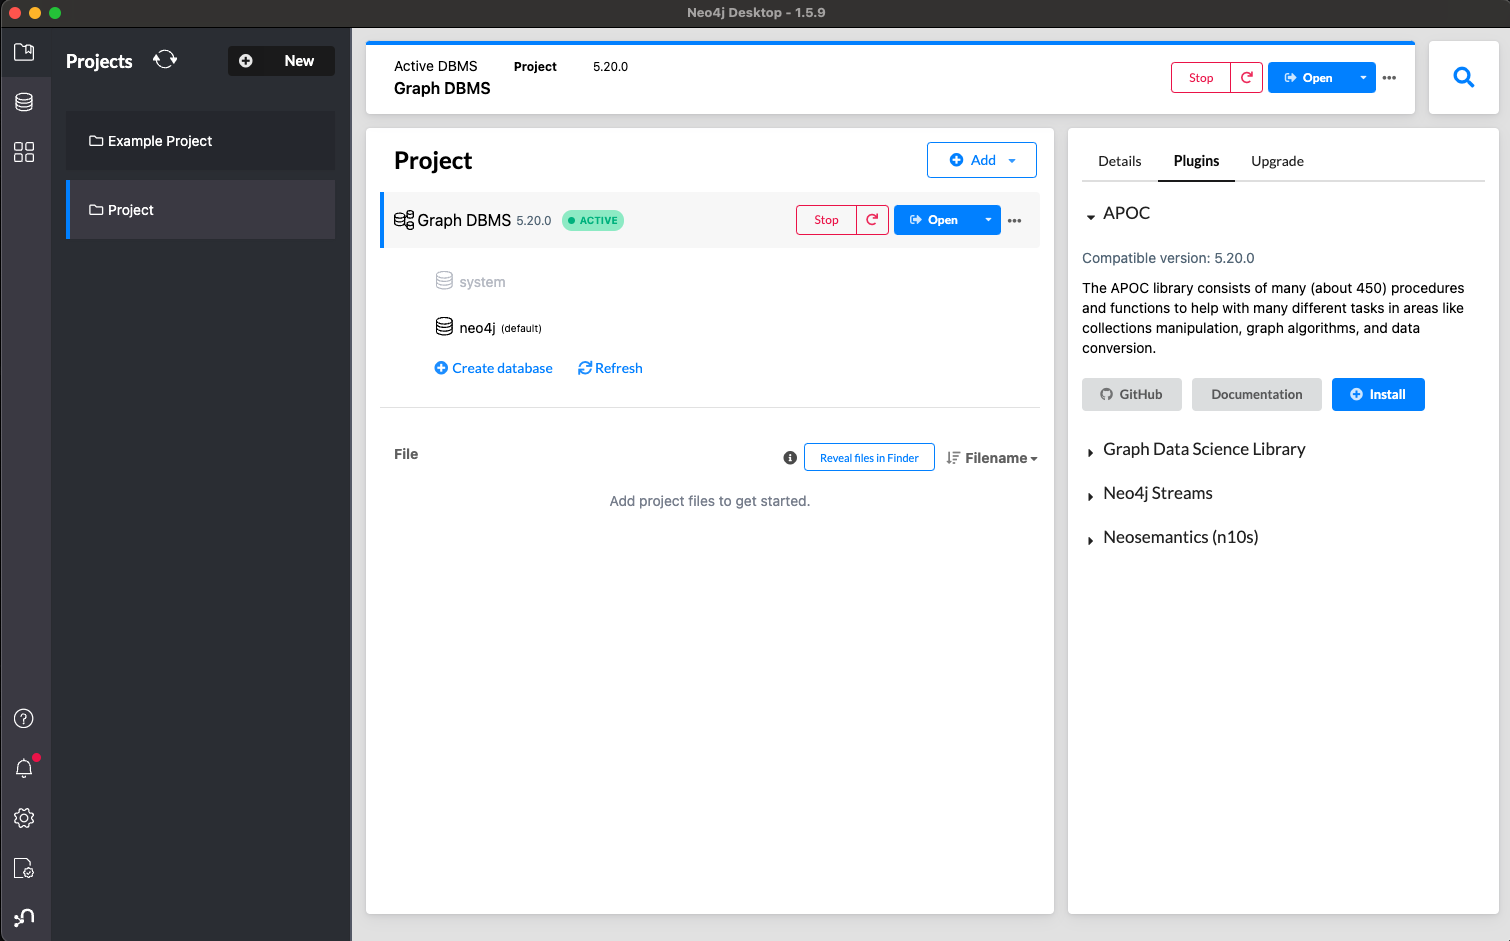 Neo4j Desktop - 1.5.9
Projects
New
Example Project
Project
Active DBMS Project 5.20.0
Graph DBMS
Stop
Open
Project
Add
Graph DBMS 5.20.0 ACTIVE
Stop
Open
system
neo4j (default)
Create database
Refresh
File
Reveal files in Finder
Filename
Add project files to get started.
Details
Plugins
Upgrade
APOC
Compatible version: 5.20.0
The APOC library consists of many (about 450) procedures
and functions to help with many different tasks in areas like
collections manipulation, graph algorithms, and data
conversion.
GitHub
Documentation
Install
Graph Data Science Library
Neo4j Streams
Neosemantics (n10s)